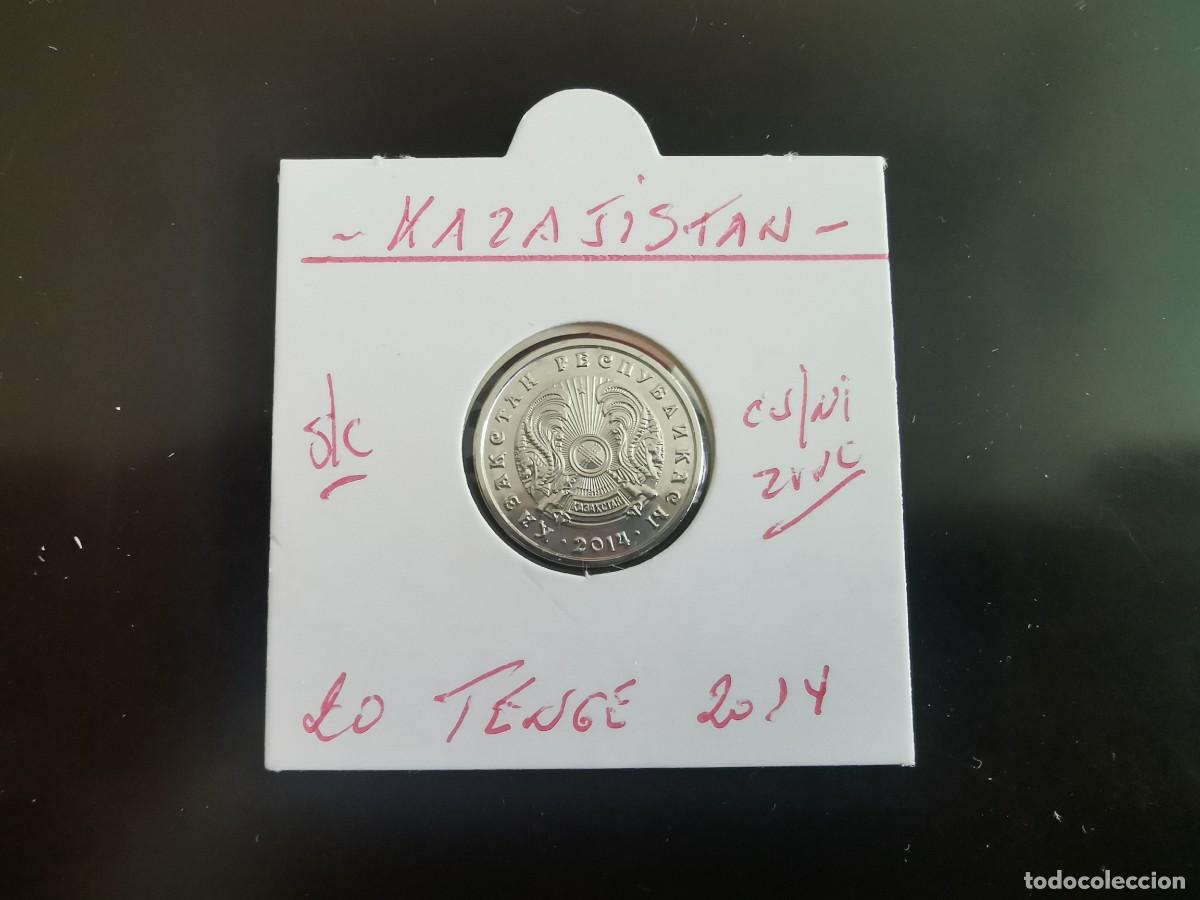 - KAZAJISTAN -
ҚАЗАҚСТАН РЕСПУБЛИКАСЫ
ҚАЗАҚСТАН
· 2014 ·
s/c
CU/Ni
ZINC
20 TENGE 2014
todocoleccion